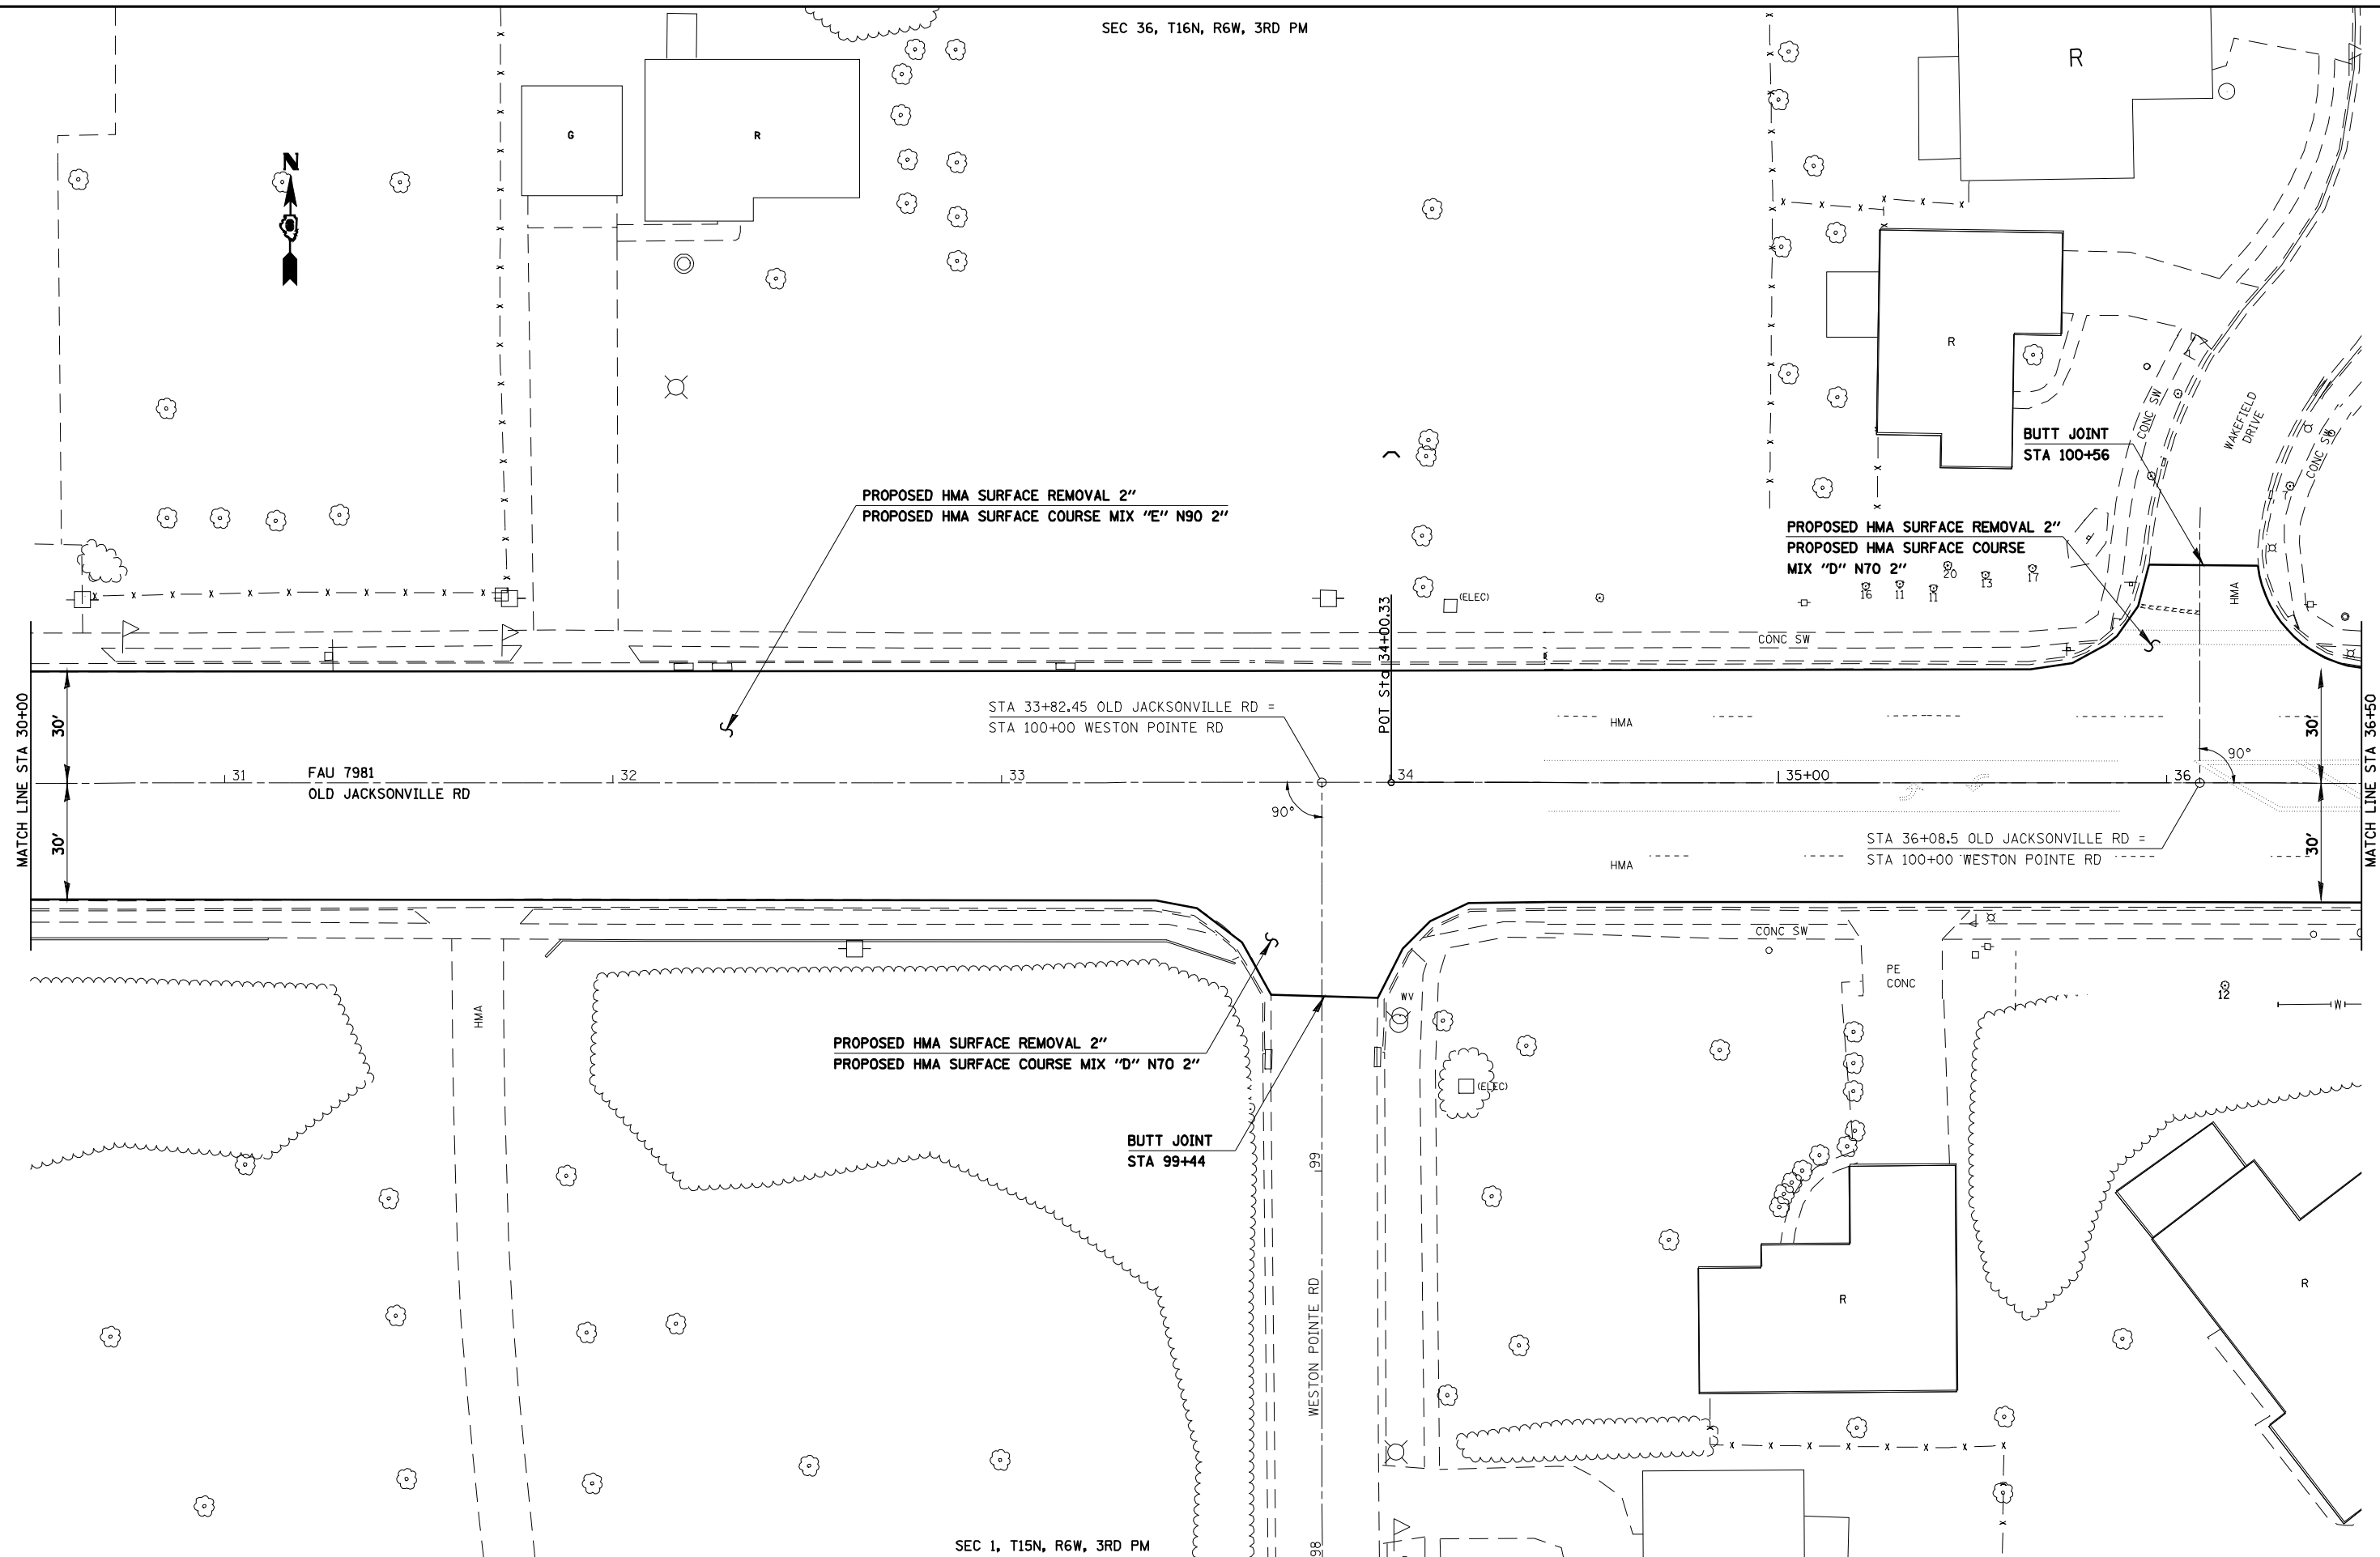 SEC 36, T16N, R6W, 3RD PM
R
N
G
R
R
CONC SW
WAKEFIELD
DRIVE
CONC SW
BUTT JOINT
STA 100+56
PROPOSED HMA SURFACE REMOVAL 2"
PROPOSED HMA SURFACE COURSE MIX "E" N90 2"
PROPOSED HMA SURFACE REMOVAL 2"
PROPOSED HMA SURFACE COURSE
MIX "D" N70 2"
20
13
17
16
11
11
HMA
(ELEC)
CONC SW
POT Sta 34+00.33
MATCH LINE STA 30+00
30'
30'
STA 33+82.45 OLD JACKSONVILLE RD =
STA 100+00 WESTON POINTE RD
HMA
30'
MATCH LINE STA 36+50
90°
31
FAU 7981
OLD JACKSONVILLE RD
32
33
34
35+00
36
90°
STA 36+08.5 OLD JACKSONVILLE RD =
STA 100+00 WESTON POINTE RD
HMA
30'
CONC SW
PE
CONC
12
W
WV
HMA
PROPOSED HMA SURFACE REMOVAL 2"
PROPOSED HMA SURFACE COURSE MIX "D" N70 2"
(ELEC)
BUTT JOINT
STA 99+44
99
WESTON POINTE RD
R
R
98
SEC 1, T15N, R6W, 3RD PM